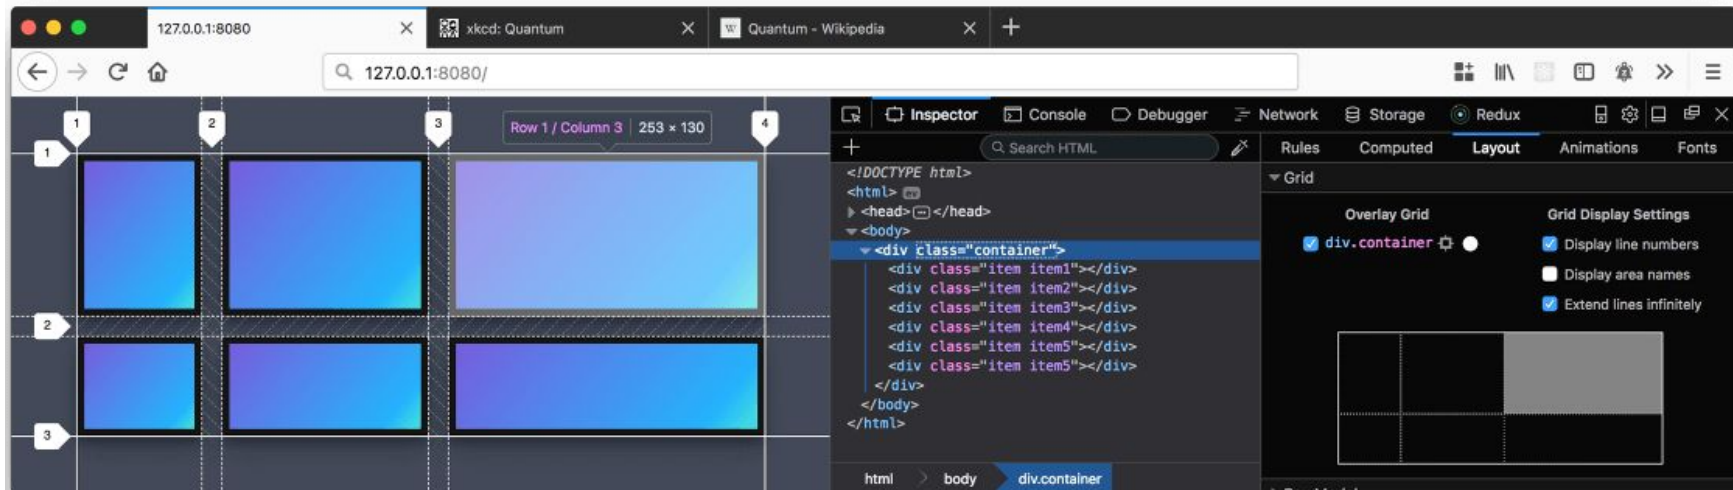 127.0.0.1:8080
xkcd: Quantum
W Quantum - Wikipedia
127.0.0.1:8080/
1 2 3 4
Row 1 / Column 3 253 × 130
1
2
3
Inspector Console Debugger Network Storage Redux
Search HTML
<!DOCTYPE html>
<html> ev
<head></head>
<body>
<div class="container">
<div class="item item1"></div>
<div class="item item2"></div>
<div class="item item3"></div>
<div class="item item4"></div>
<div class="item item5"></div>
<div class="item item5"></div>
</div>
</body>
</html>
html body div.container
Rules Computed Layout Animations Fonts
Grid
Overlay Grid
div.container
Grid Display Settings
Display line numbers
Display area names
Extend lines infinitely